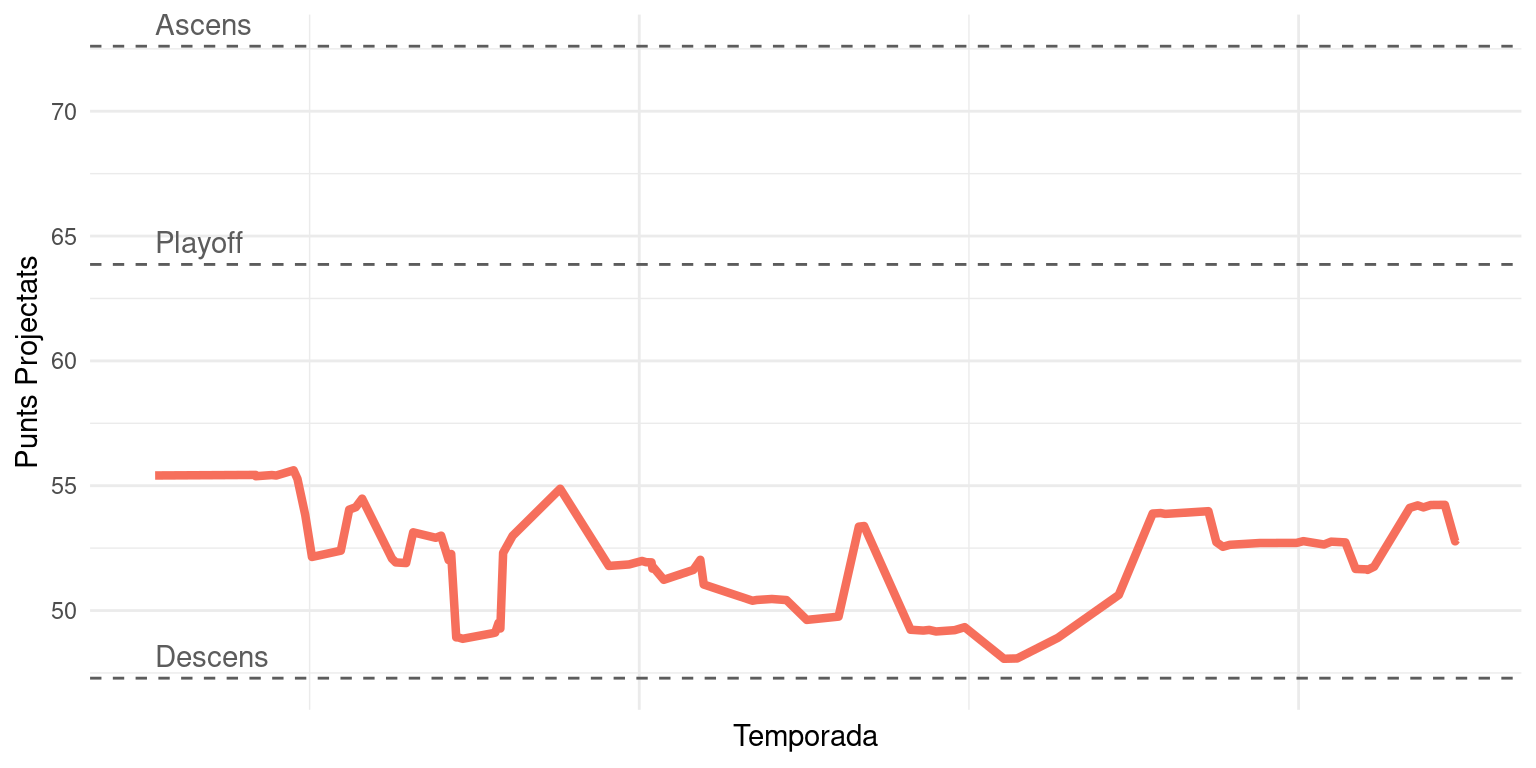 Ascens
70
65
Playoff
60
55
50
Descens
Punts Projectats
Temporada